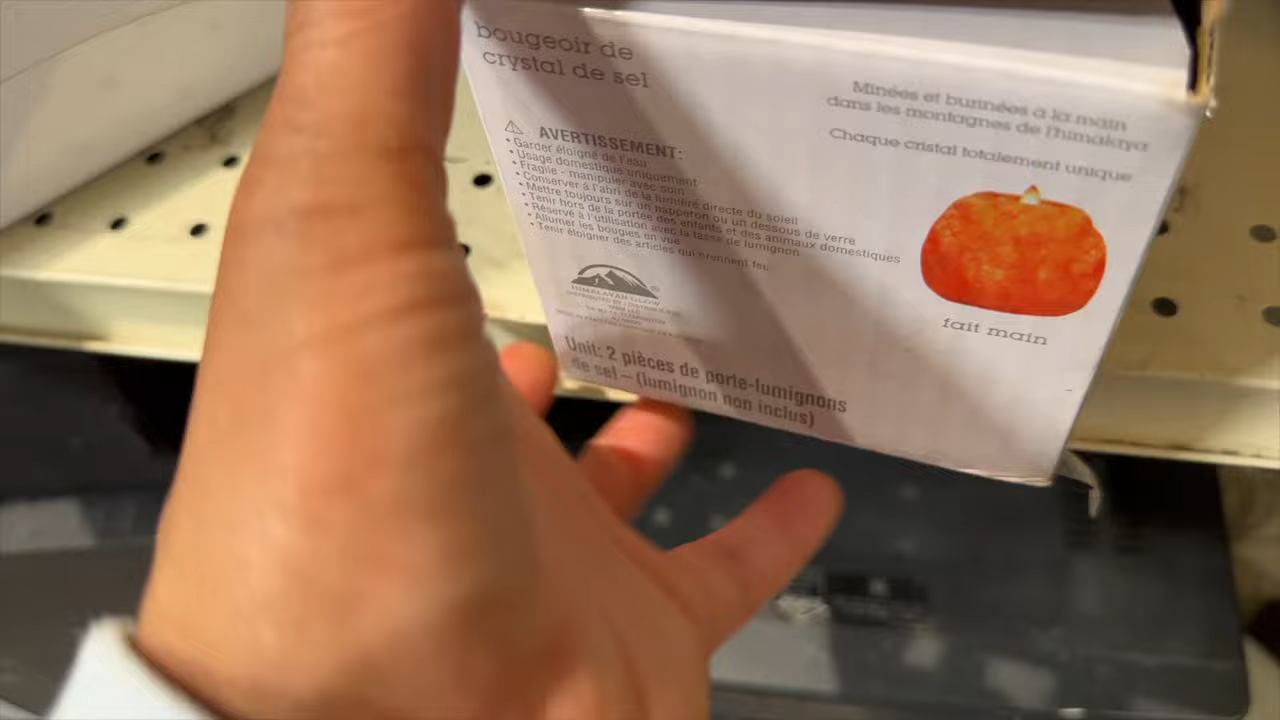 bougeoir de
crystal de sel
Minées et burinées à la main
dans les montagnes de l'himalaya
Chaque cristal totalement unique
AVERTISSEMENT:
• Garder éloigné de l'eau
• Usage domestique uniquement
• Fragile - manipuler avec soin
• Conserver à l'abri de la lumière directe du soleil
• Mettre toujours sur un napperon ou un dessous de verre
• Tenir hors de la portée des enfants et des animaux domestiques
• Réservé à l'utilisation avec la tasse de lumignon
• Allumer les bougies en vue
• Tenir éloigner des articles qui prennent feu
fait main
HIMALAYAN GLOW
®
Unit: 2 pièces de porte-lumignons
de sel – (lumignon non inclus)